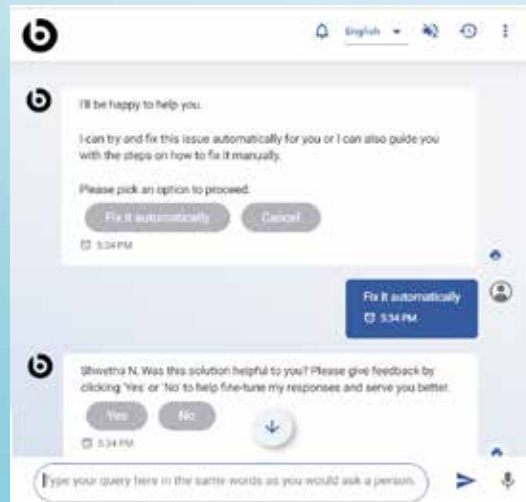 b
English
b
I'll be happy to help you.
I can try and fix this issue automatically for you or I can also guide you
with the steps on how to fix it manually.
Please pick an option to proceed.
Fix it automatically Cancel
5:34 PM
Fix it automatically
5:34 PM
b
Shwetha N, Was this solution helpful to you? Please give feedback by
clicking 'Yes' or 'No' to help fine-tune my responses and serve you better.
Yes No
5:34 PM
Type your query here in the same words as you would ask a person.